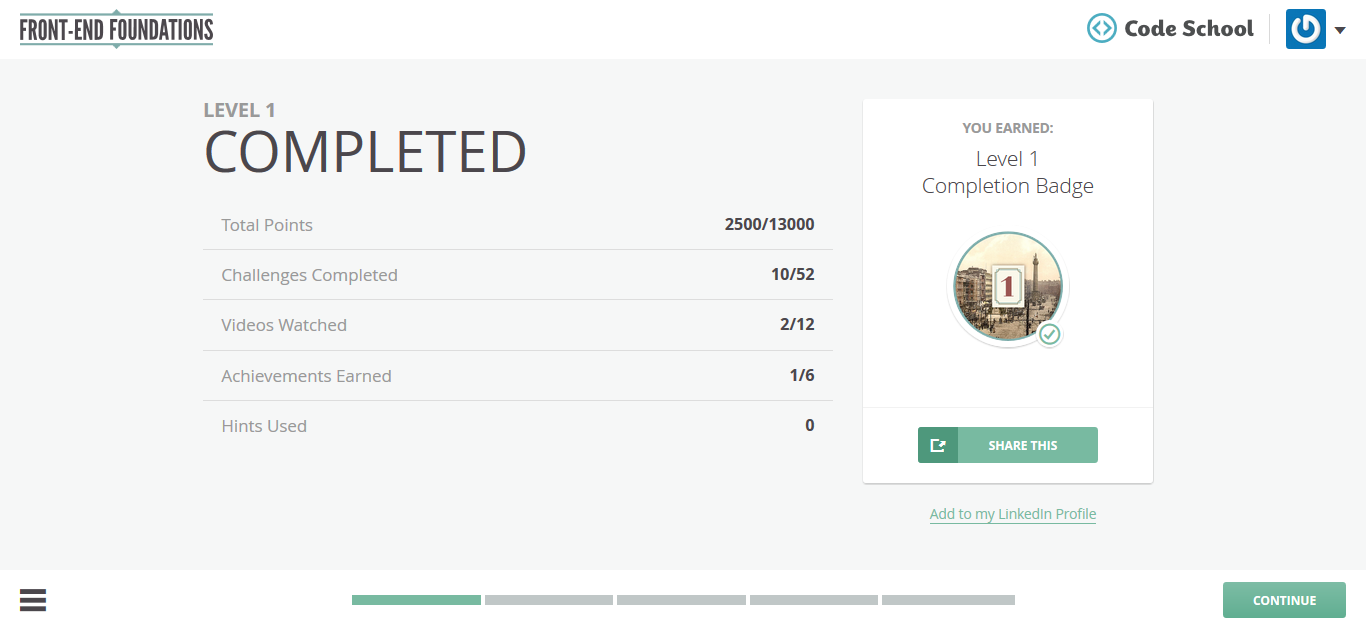 FRONT-END FOUNDATIONS
Code School
LEVEL 1
COMPLETED
Total Points 2500/13000
Challenges Completed 10/52
Videos Watched 2/12
Achievements Earned 1/6
Hints Used 0
YOU EARNED:
Level 1
Completion Badge
1
SHARE THIS
Add to my LinkedIn Profile
CONTINUE